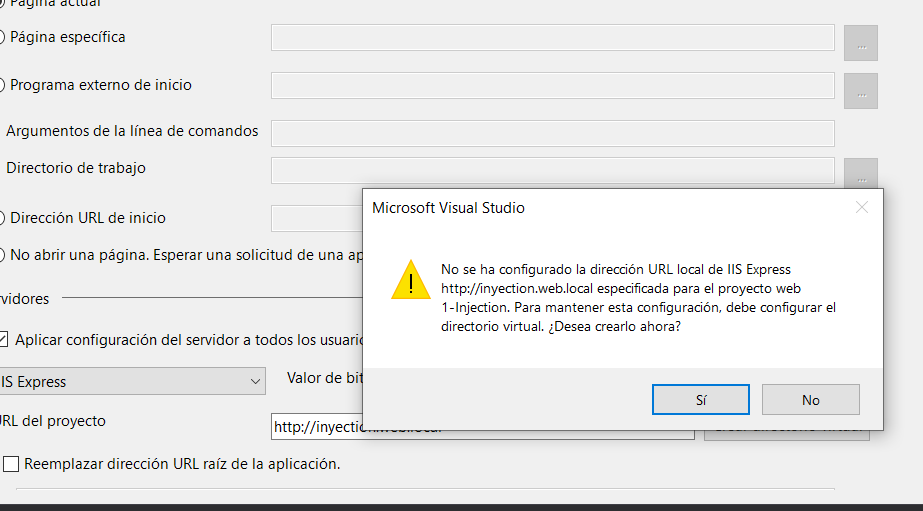 Página actual
Página específica
...
Programa externo de inicio
...
Argumentos de la línea de comandos
Directorio de trabajo
...
Dirección URL de inicio
No abrir una página. Esperar una solicitud de una ap
Microsoft Visual Studio
!
No se ha configurado la dirección URL local de IIS Express
http://inyection.web.local especificada para el proyecto web
1-Injection. Para mantener esta configuración, debe configurar el
directorio virtual. ¿Desea crearlo ahora?
Sí
No
rvidores
Aplicar configuración del servidor a todos los usuario
IIS Express
Valor de bit
URL del proyecto
http://inyection.web.local
Reemplazar dirección URL raíz de la aplicación.